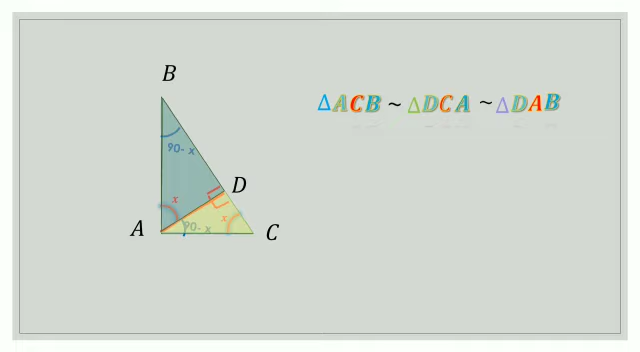 B
ΔACB ~ ΔDCA ~ ΔDAB
90- x
D
x
x
A
90- x
C